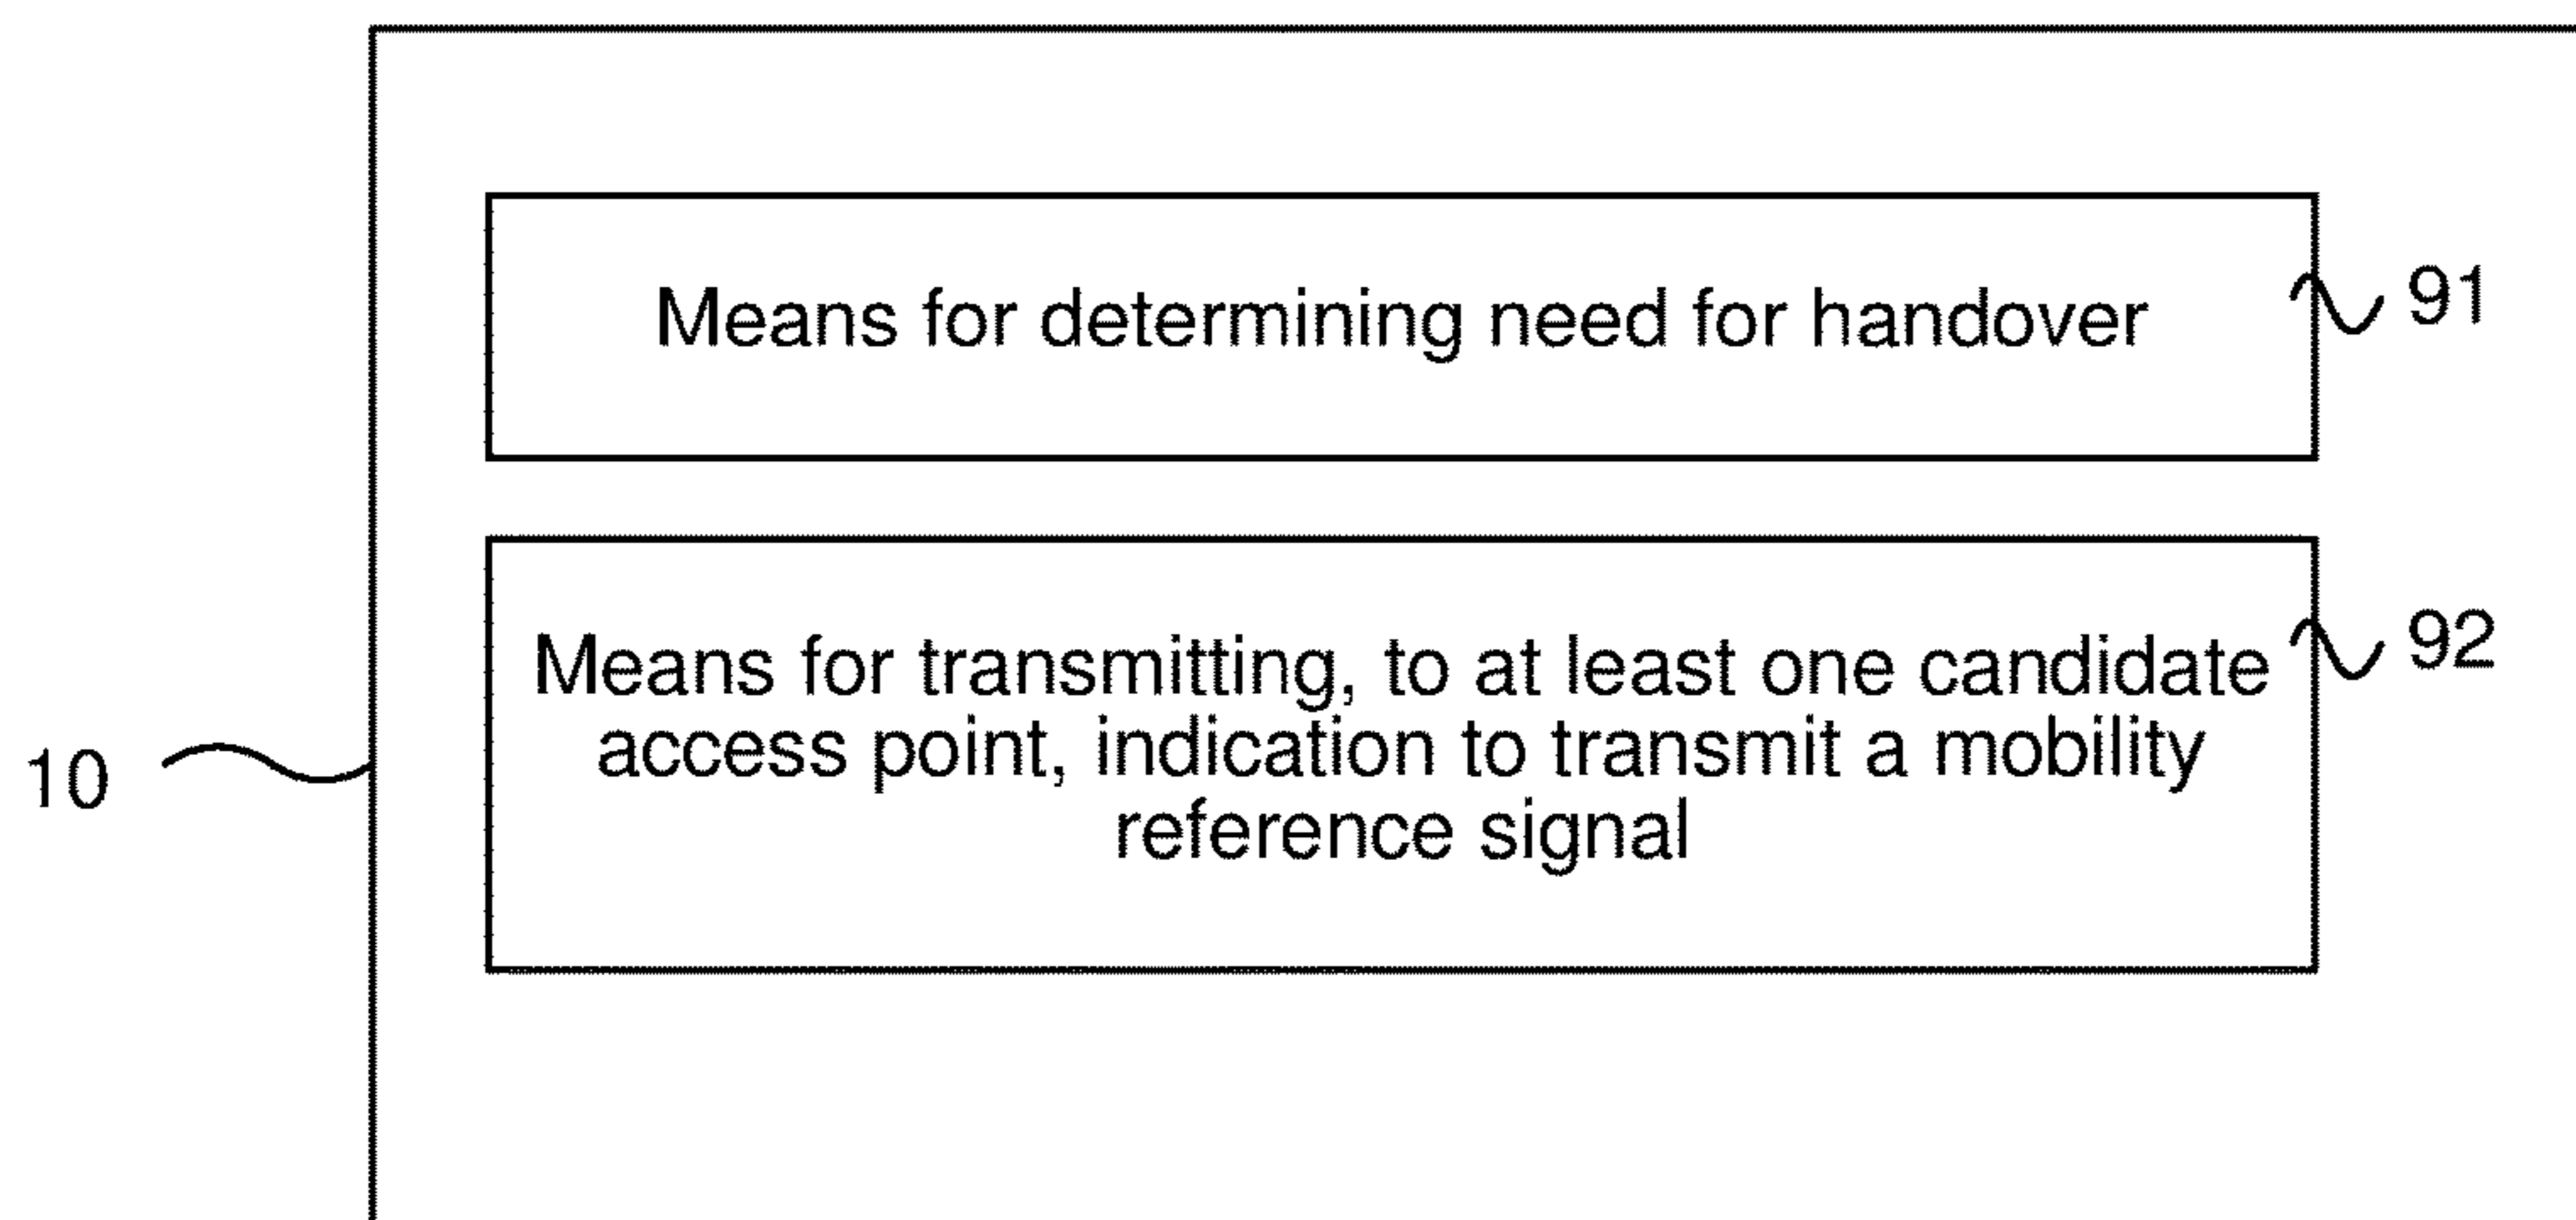 Means for determining need for handover
91
Means for transmitting, to at least one candidate
access point, indication to transmit a mobility
reference signal
92
10